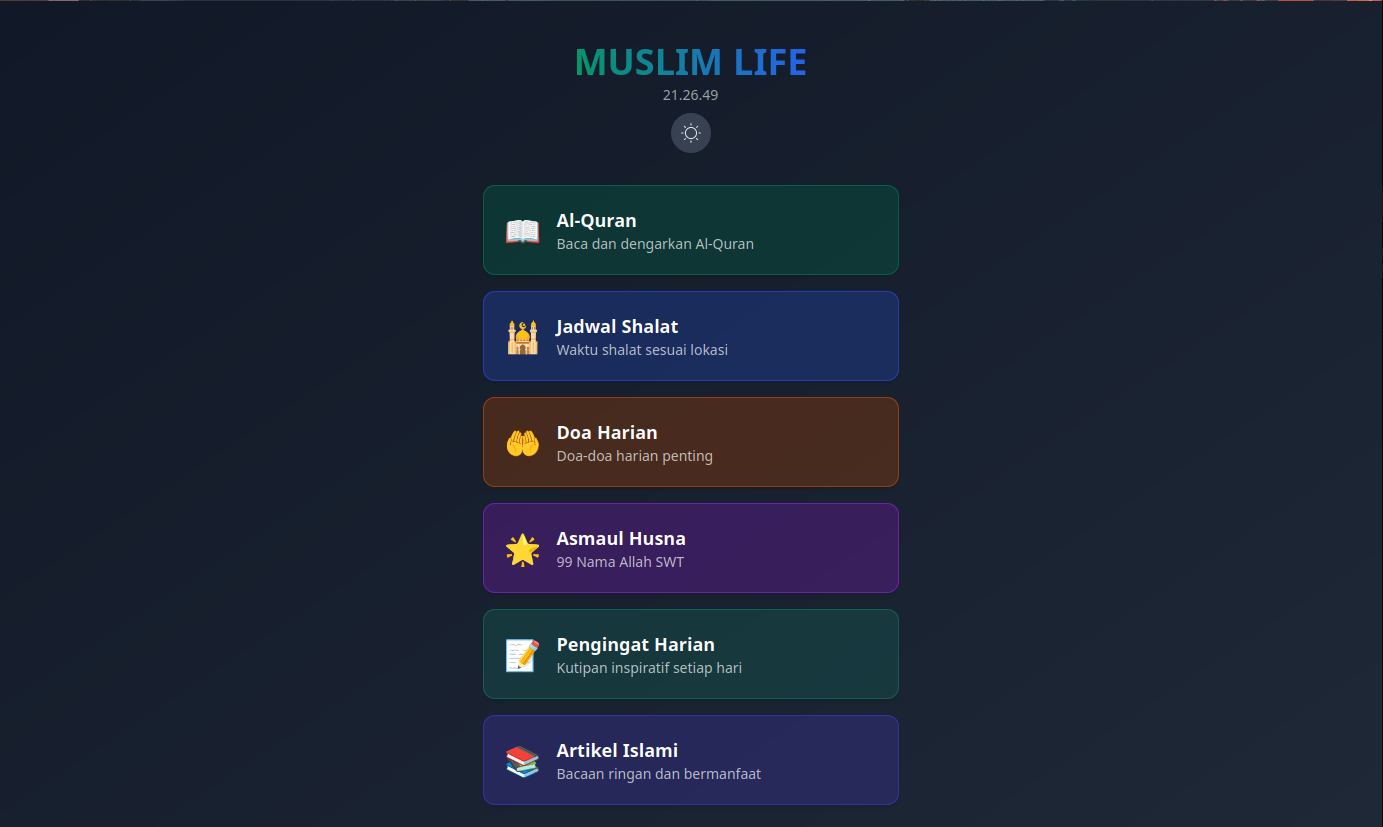 MUSLIM LIFE
21.26.49
Al-Quran
Baca dan dengarkan Al-Quran
Jadwal Shalat
Waktu shalat sesuai lokasi
Doa Harian
Doa-doa harian penting
Asmaul Husna
99 Nama Allah SWT
Pengingat Harian
Kutipan inspiratif setiap hari
Artikel Islami
Bacaan ringan dan bermanfaat